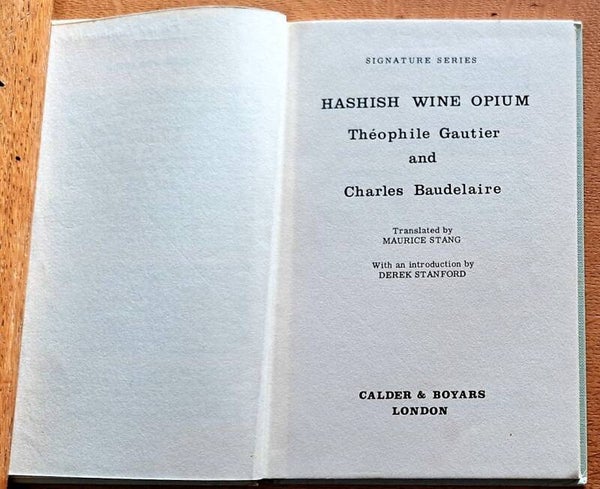 SIGNATURE SERIES
HASHISH WINE OPIUM
Théophile Gautier
and
Charles Baudelaire
Translated by
MAURICE STANG
With an introduction by
DEREK STANFORD
CALDER & BOYARS
LONDON